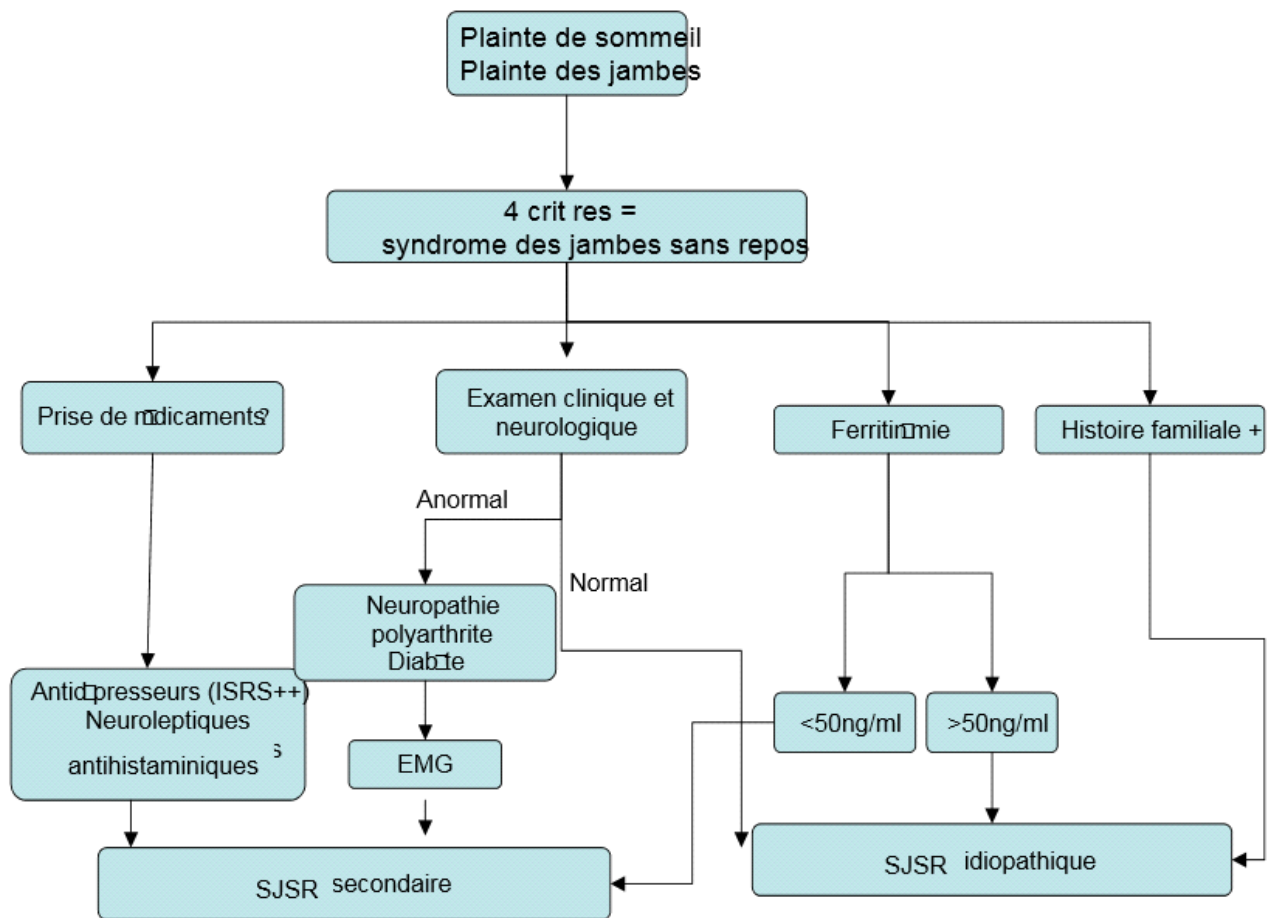 Plainte de sommeil
Plainte des jambes
4 crit res =
syndrome des jambes sans repos
Prise de m□dicaments?
Examen clinique et
neurologique
Ferritin□mie
Histoire familiale +
Anormal
Normal
Neuropathie
polyarthrite
Diab□te
Antid□presseurs (ISRS++)
Neuroleptiques
s
antihistaminiques
EMG
<50ng/ml
>50ng/ml
SJSR secondaire
SJSR idiopathique